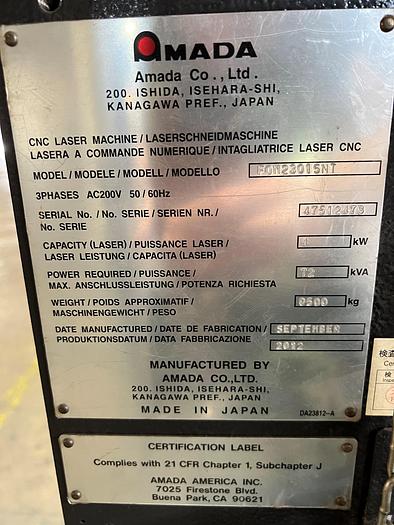 AMADA
Amada Co., Ltd.
200. ISHIDA, ISEHARA-SHI,
KANAGAWA PREF., JAPAN
CNC LASER MACHINE / LASERSCHNEIDMASCHINE
LASERA A COMMANDE NUMERIQUE / INTAGLIATRICE LASER CNC
MODEL / MODELE / MODELL / MODELLO FOM23015NT
3PHASES AC200V 50 / 60Hz
SERIAL No. / No. SERIE / SERIEN NR. /
No. SERIE
CAPACITY (LASER) / PUISSANCE LASER / kW
LASER LEISTUNG / CAPACITA (LASER)
POWER REQUIRED / PUISSANCE / 72 kVA
MAX. ANSCHLUSSLEISTUNG / POTENZA RICHIESTA
WEIGHT / POIDS APPROXIMATIF / kg
MASCHINENGEWICHT / PESO
DATE MANUFACTURED / DATE DE FABRICATION / SEPTEMBER
PRODUKTIONSDATUM / DATA FABBRICAZIONE 2012
MANUFACTURED BY
AMADA CO.,LTD.
200. ISHIDA, ISEHARA-SHI,
KANAGAWA PREF., JAPAN
MADE IN JAPAN DA23812-A
CERTIFICATION LABEL
Complies with 21 CFR Chapter 1, Subchapter J
AMADA AMERICA INC.
7025 Firestone Blvd.
Buena Park, CA 90621